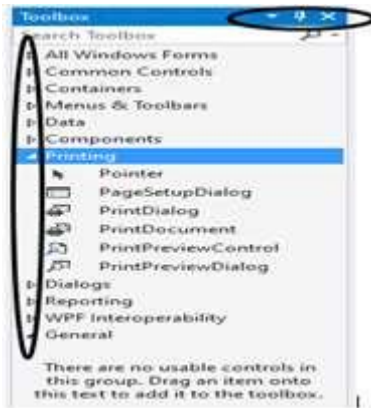 Toolbox
Search Toolbox
All Windows Forms
Common Controls
Containers
Menus & Toolbars
Data
Components
Printing
Pointer
PageSetupDialog
PrintDialog
PrintDocument
PrintPreviewControl
PrintPreviewDialog
Dialogs
Reporting
WPF Interoperability
General
There are no usable controls in
this group. Drag an item onto
this text to add it to the toolbox.